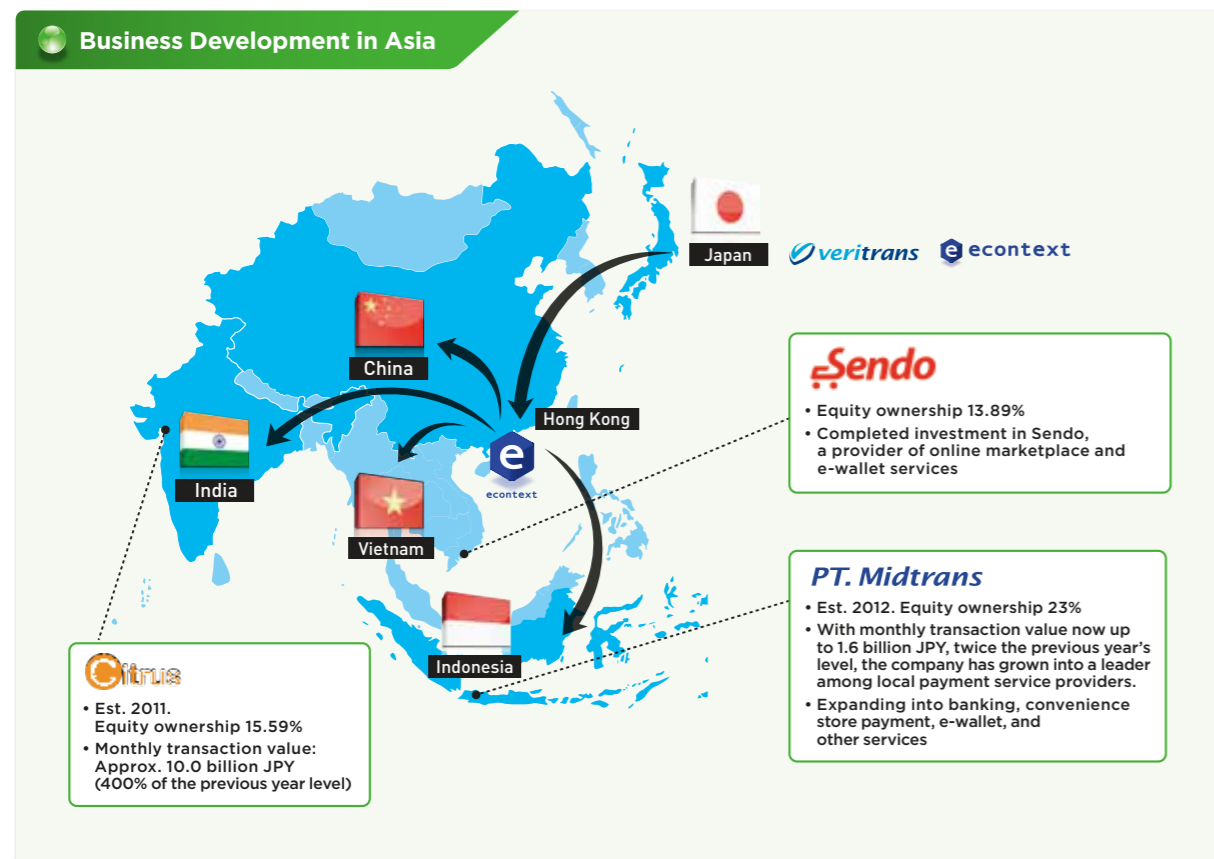 Business Development in Asia
Japan
veritrans
e econtext
China
Hong Kong
e
econtext
India
Vietnam
Indonesia
Sendo
• Equity ownership 13.89%
• Completed investment in Sendo,
a provider of online marketplace and
e-wallet services
PT. Midtrans
• Est. 2012. Equity ownership 23%
• With monthly transaction value now up
to 1.6 billion JPY, twice the previous year's
level, the company has grown into a leader
among local payment service providers.
• Expanding into banking, convenience
store payment, e-wallet, and
other services
Citrus
• Est. 2011.
Equity ownership 15.59%
• Monthly transaction value:
Approx. 10.0 billion JPY
(400% of the previous year level)